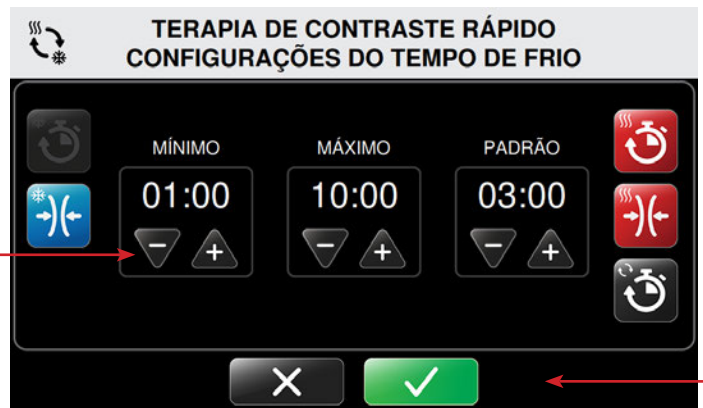 TERAPIA DE CONTRASTE RÁPIDO
CONFIGURAÇÕES DO TEMPO DE FRIO
MÍNIMO MÁXIMO PADRÃO
01:00 10:00 03:00
- + - + - +